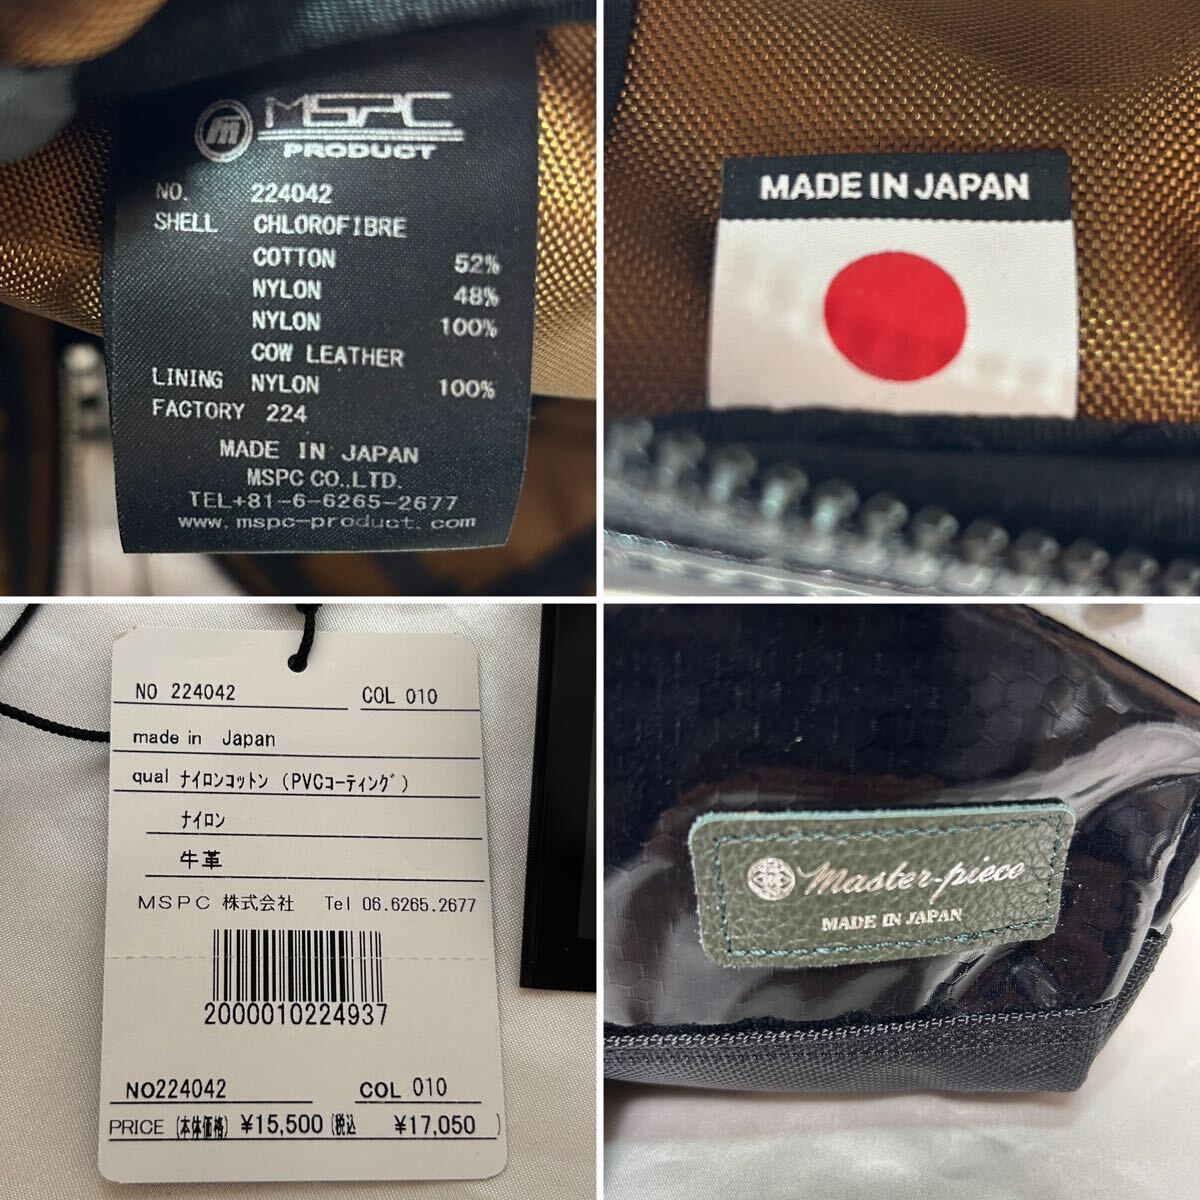 m MSPC
PRODUCT
NO. 224042
SHELL CHLOROFIBRE
COTTON 52%
NYLON 48%
NYLON 100%
COW LEATHER
LINING NYLON 100%
FACTORY 224
MADE IN JAPAN
MSPC CO.,LTD.
TEL+81-6-6265-2677
www.mspc-product.com
MADE IN JAPAN
NO 224042 COL 010
made in Japan
qual ﾅｲﾛﾝｺｯﾄﾝ (PVCｺｰﾃｨﾝｸﾞ)
ﾅｲﾛﾝ
牛革
MSPC 株式会社 Tel 06.6265.2677
2000010224937
NO224042 COL 010
PRICE (本体価格) ¥15,500 (税込 ¥17,050 )
Master-piece
MADE IN JAPAN